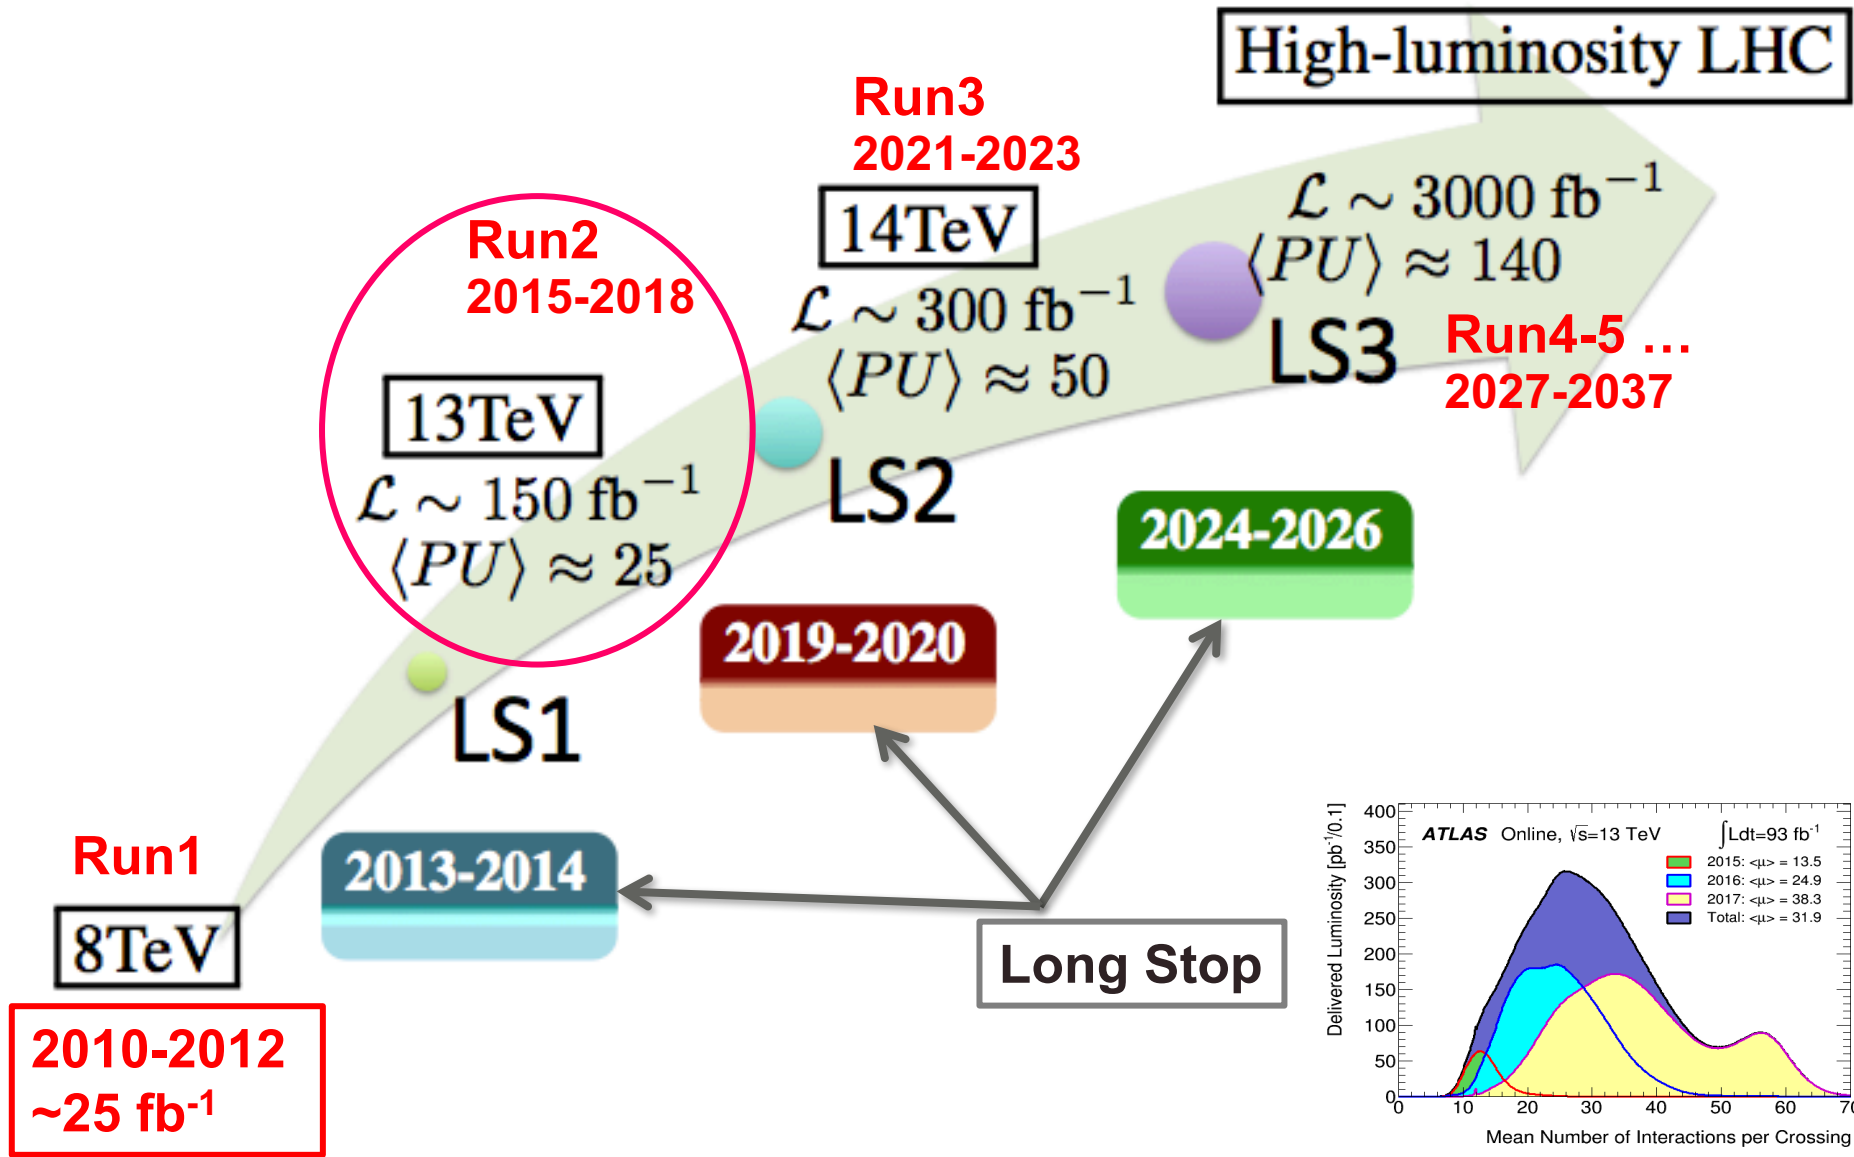 High-luminosity LHC
Run3
2021-2023
14TeV
ℒ ∼ 300 fb⁻¹
⟨PU⟩ ≈ 50
ℒ ∼ 3000 fb⁻¹
⟨PU⟩ ≈ 140
LS3
Run4-5 ...
2027-2037
Run2
2015-2018
13TeV
ℒ ∼ 150 fb⁻¹
⟨PU⟩ ≈ 25
LS2
LS1
2024-2026
2019-2020
2013-2014
Long Stop
Run1
8TeV
2010-2012
~25 fb⁻¹
ATLAS Online, √s=13 TeV ∫Ldt=93 fb⁻¹
2015: <μ> = 13.5
2016: <μ> = 24.9
2017: <μ> = 38.3
Total: <μ> = 31.9
Delivered Luminosity [pb⁻¹/0.1]
400
350
300
250
200
150
100
50
0
0 10 20 30 40 50 60 70
Mean Number of Interactions per Crossing